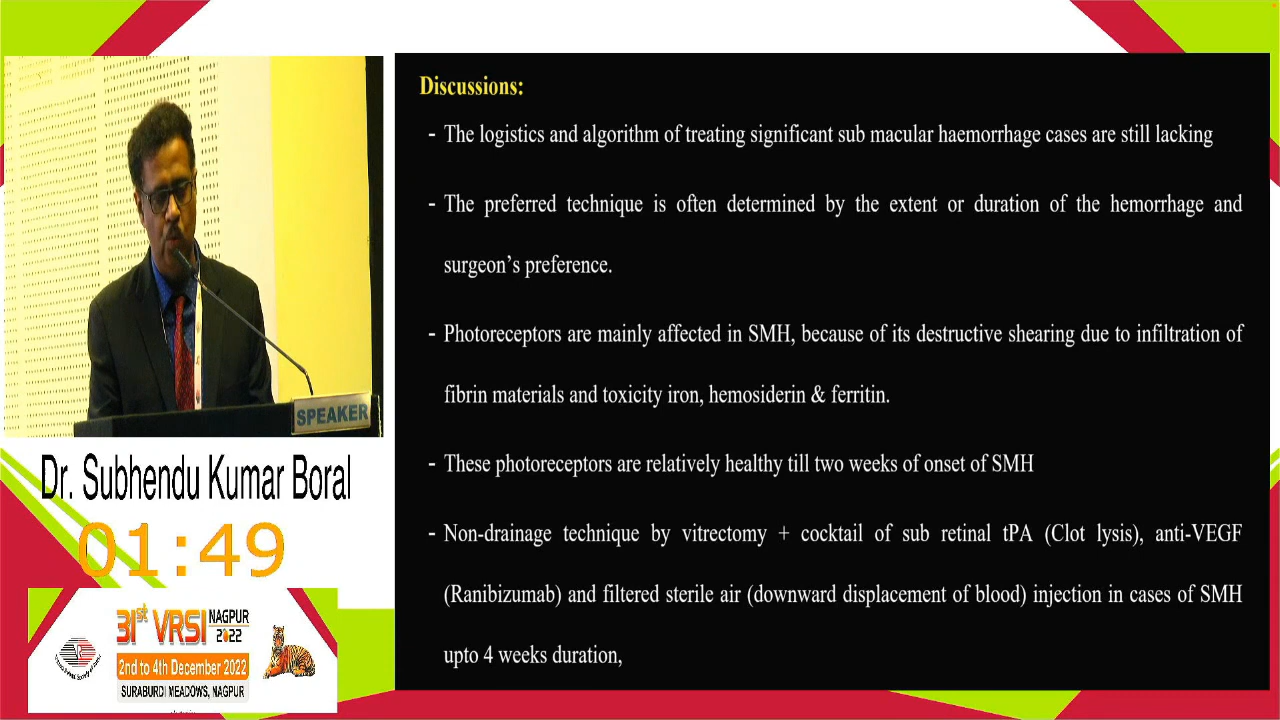 Discussions:
- The logistics and algorithm of treating significant sub macular haemorrhage cases are still lacking
- The preferred technique is often determined by the extent or duration of the hemorrhage and
surgeon's preference.
- Photoreceptors are mainly affected in SMH, because of its destructive shearing due to infiltration of
fibrin materials and toxicity iron, hemosiderin & ferritin.
- These photoreceptors are relatively healthy till two weeks of onset of SMH
- Non-drainage technique by vitrectomy + cocktail of sub retinal tPA (Clot lysis), anti-VEGF
(Ranibizumab) and filtered sterile air (downward displacement of blood) injection in cases of SMH
upto 4 weeks duration,
SPEAKER
Dr. Subhendu Kumar Boral
01:49
31st VRSI NAGPUR
2022
2nd to 4th December 2022
SURABURDI MEADOWS, NAGPUR